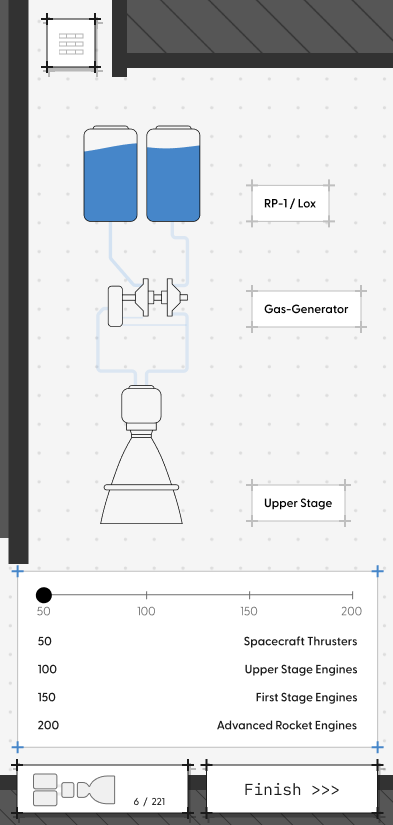 RP-1 / Lox
Gas-Generator
Upper Stage
50 100 150 200
50 Spacecraft Thrusters
100 Upper Stage Engines
150 First Stage Engines
200 Advanced Rocket Engines
6 / 221
Finish >>>